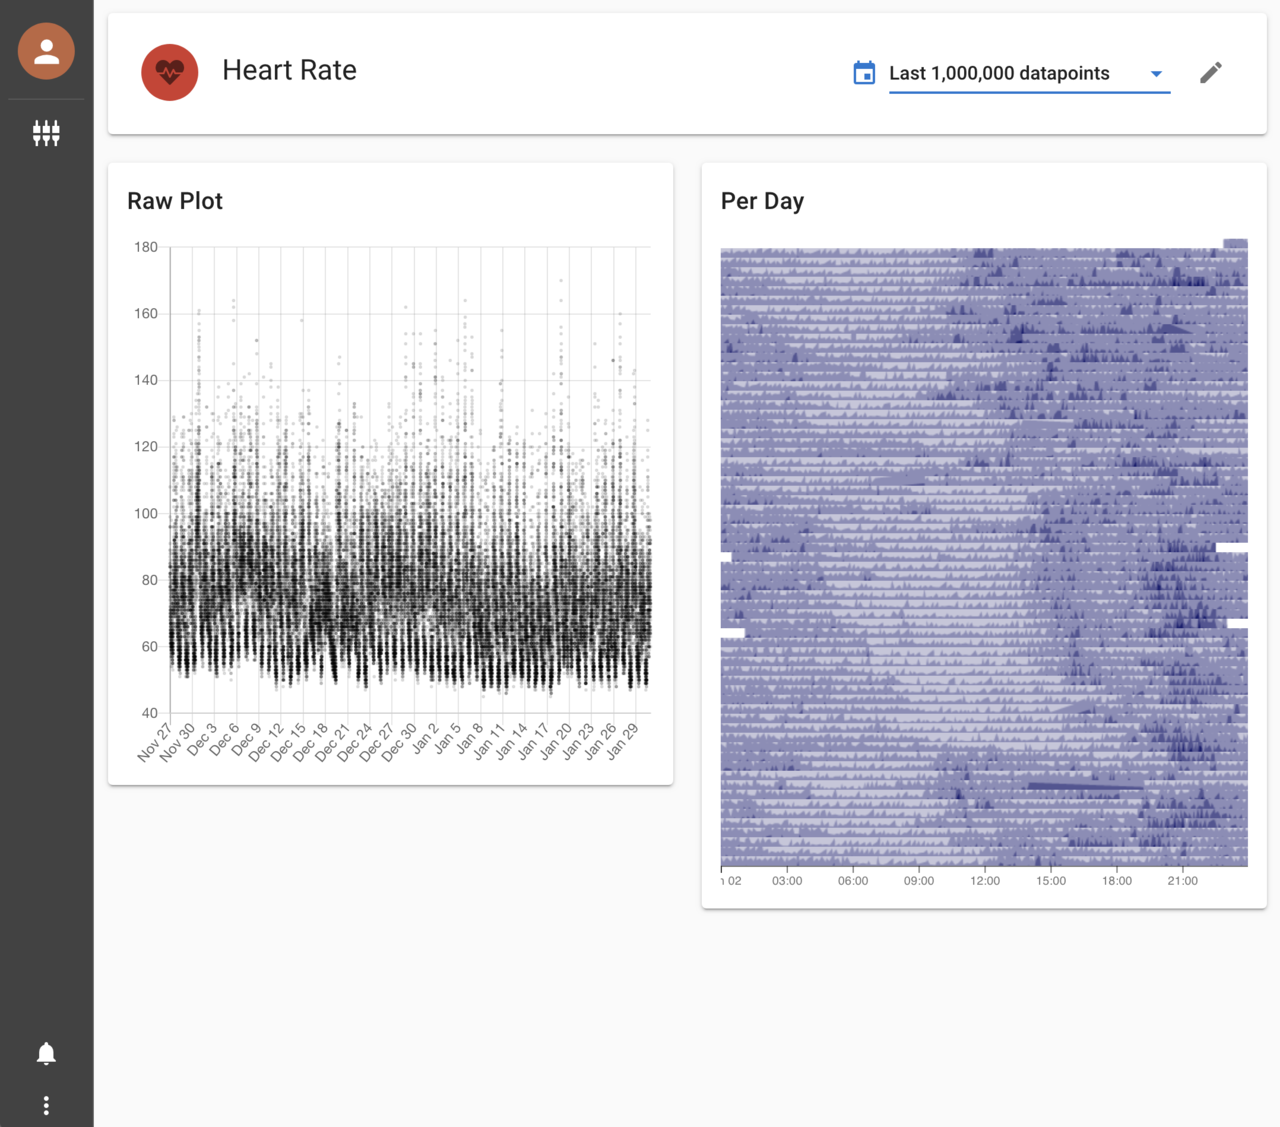 Heart Rate
Last 1,000,000 datapoints
Raw Plot
180
160
140
120
100
80
60
40
Nov 27
Nov 30
Dec 3
Dec 6
Dec 9
Dec 12
Dec 15
Dec 18
Dec 21
Dec 24
Dec 27
Dec 30
Jan 2
Jan 5
Jan 8
Jan 11
Jan 14
Jan 17
Jan 20
Jan 23
Jan 26
Jan 29
Per Day
02 03:00 06:00 09:00 12:00 15:00 18:00 21:00